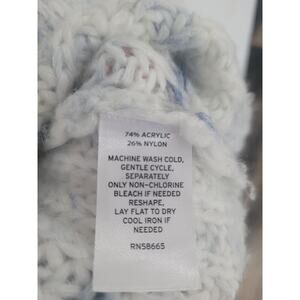 74% ACRYLIC
26% NYLON
MACHINE WASH COLD,
GENTLE CYCLE,
SEPARATELY
ONLY NON-CHLORINE
BLEACH IF NEEDED
RESHAPE,
LAY FLAT TO DRY
COOL IRON IF
NEEDED
RN58665